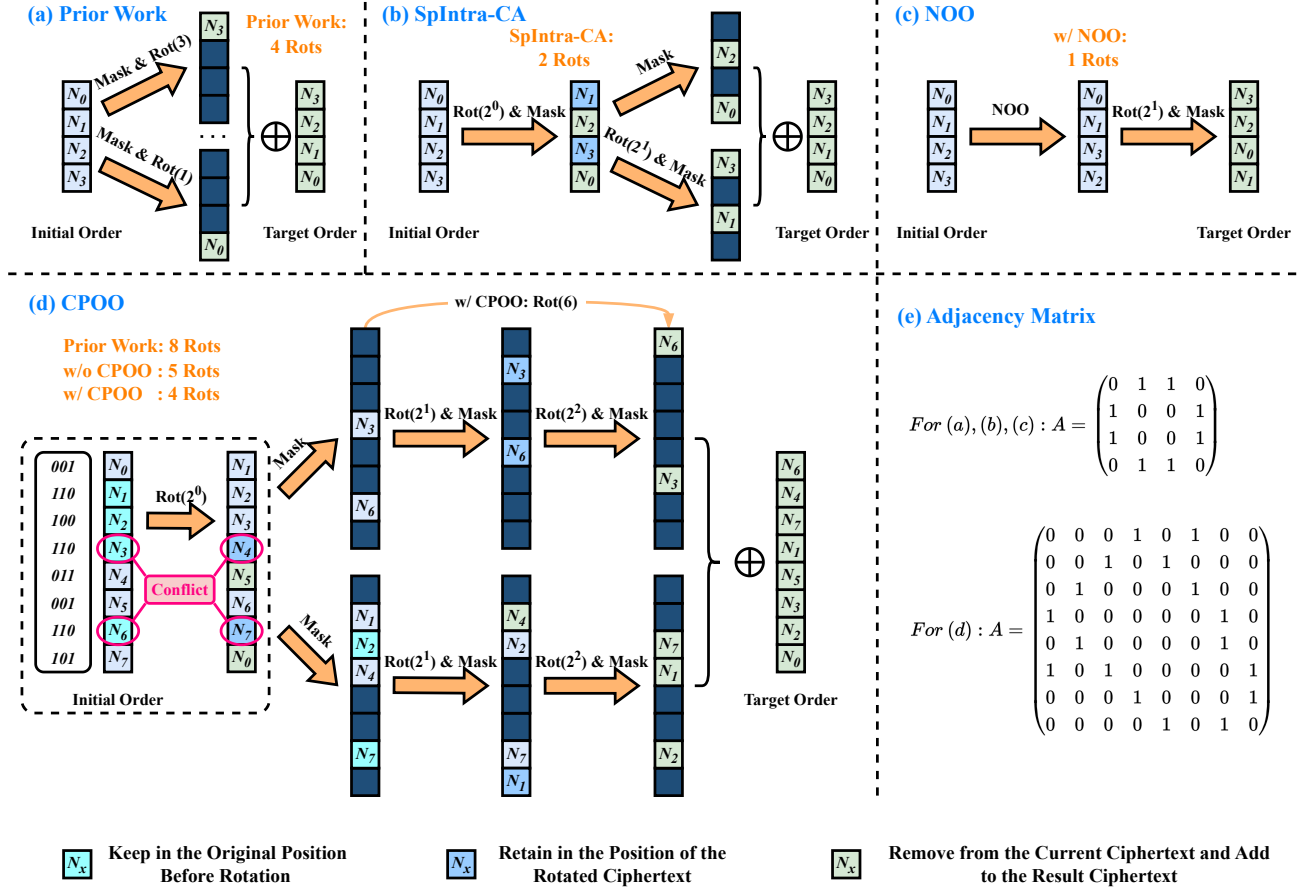 (a) Prior Work
Prior Work:
4 Rots
Mask & Rot(3)
Mask & Rot(1)
N0
N1
N2
N3
N3
. . .
N0
N3
N2
N1
N0
Initial Order
Target Order
(b) SpIntra-CA
SpIntra-CA:
2 Rots
N0
N1
N2
N3
Rot(2^0) & Mask
N1
N2
N3
Mask
Rot(2^1) & Mask
N2
N0
N3
N1
N3
N2
N1
N0
Initial Order
Target Order
(c) NOO
w/ NOO:
1 Rots
N0
N1
N2
N3
NOO
N0
N1
N3
N2
Rot(2^1) & Mask
N3
N2
N0
N1
Initial Order
Target Order
(d) CPOO
Prior Work: 8 Rots
w/o CPOO : 5 Rots
w/ CPOO : 4 Rots
w/ CPOO: Rot(6)
001
110
100
110
011
001
110
101
N0
N1
N2
N3
N4
N5
N6
N7
Rot(2^0)
Conflict
N1
N2
N3
N4
N5
N6
N7
N0
Initial Order
Mask
N3
N6
Rot(2^1) & Mask
N3
N6
Rot(2^2) & Mask
N6
N3
Mask
N1
N2
N4
N7
Rot(2^1) & Mask
N4
N2
N7
N1
Rot(2^2) & Mask
N7
N1
N2
N6
N4
N7
N1
N5
N3
N2
N0
Target Order
(e) Adjacency Matrix
For (a), (b), (c) : A =
0 1 1 0
1 0 0 1
1 0 0 1
0 1 1 0
For (d) : A =
0 0 0 1 0 1 0 0
0 0 1 0 1 0 0 0
0 1 0 0 0 1 0 0
1 0 0 0 0 0 1 0
0 1 0 0 0 0 1 0
1 0 1 0 0 0 0 1
0 0 0 1 0 0 0 1
0 0 0 0 1 0 1 0
Nx
Keep in the Original Position
Before Rotation
Nx
Retain in the Position of the
Rotated Ciphertext
Nx
Remove from the Current Ciphertext and Add
to the Result Ciphertext